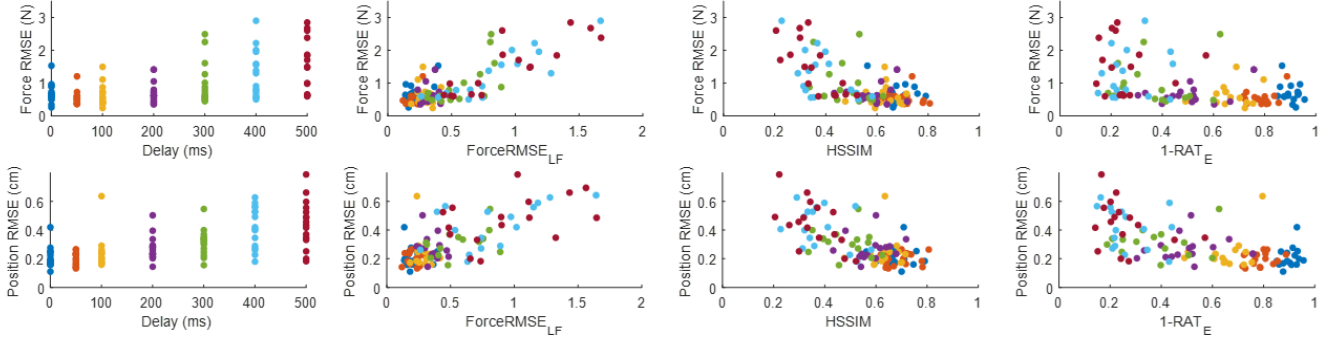 Force RMSE (N)
3
2
1
0
0 100 200 300 400 500
Delay (ms)
Force RMSE (N)
3
2
1
0
0 0.5 1 1.5 2
ForceRMSE_LF
Force RMSE (N)
3
2
1
0
0 0.2 0.4 0.6 0.8 1
HSSIM
Force RMSE (N)
3
2
1
0
0 0.2 0.4 0.6 0.8 1
1-RAT_E
Position RMSE (cm)
0.6
0.4
0.2
0
0 100 200 300 400 500
Delay (ms)
Position RMSE (cm)
0.6
0.4
0.2
0
0 0.5 1 1.5 2
ForceRMSE_LF
Position RMSE (cm)
0.6
0.4
0.2
0
0 0.2 0.4 0.6 0.8 1
HSSIM
Position RMSE (cm)
0.6
0.4
0.2
0
0 0.2 0.4 0.6 0.8 1
1-RAT_E